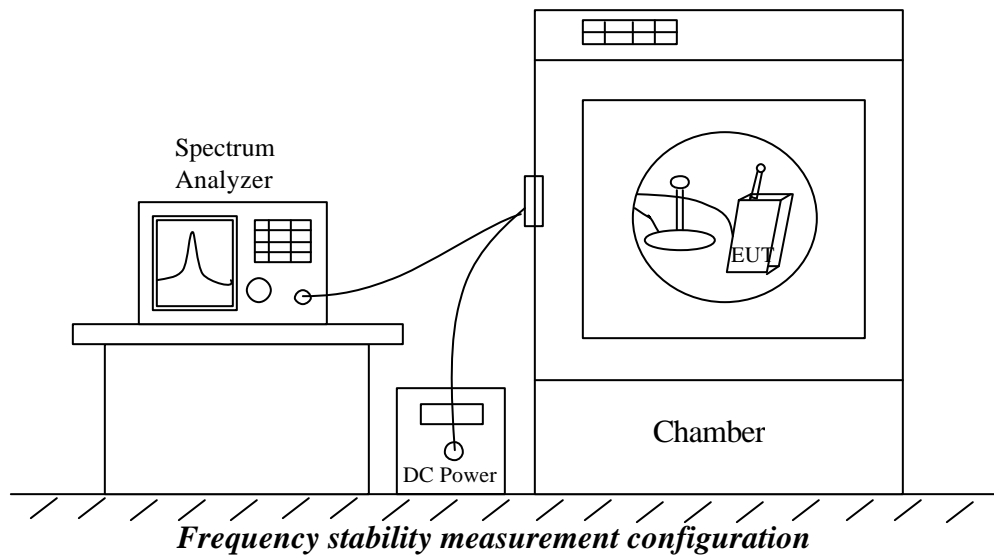 Spectrum
Analyzer
EUT
Chamber
DC Power
Frequency stability measurement configuration